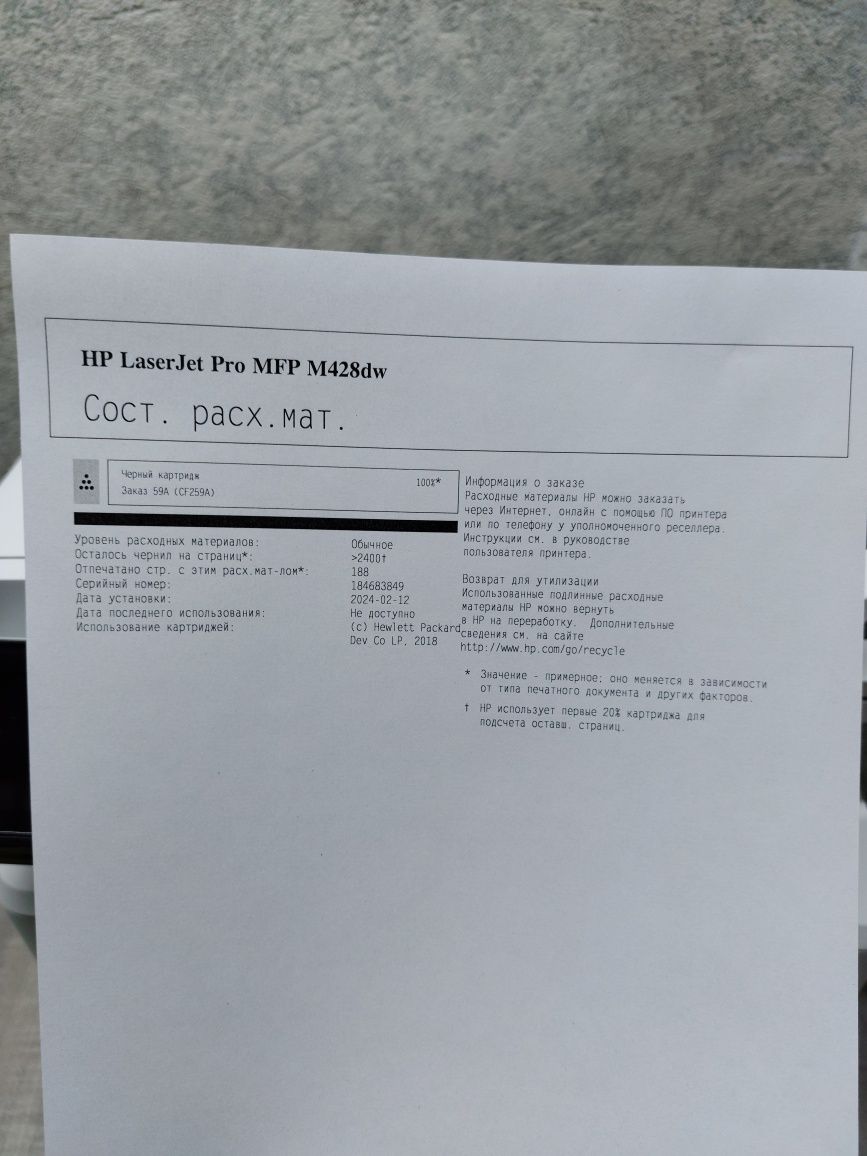 HP LaserJet Pro MFP M428dw
Сост. расх.мат.
Черный картридж 100%*
Заказ 59A (CF259A)
Уровень расходных материалов: Обычное
Осталось чернил на страниц*: >2400†
Отпечатано стр. с этим расх.мат-лом*: 188
Серийный номер: 184683849
Дата установки: 2024-02-12
Дата последнего использования: Не доступно
Использование картриджей: (c) Hewlett Packard
Dev Co LP, 2018
Информация о заказе
Расходные материалы HP можно заказать
через Интернет, онлайн с помощью ПО принтера
или по телефону у уполномоченного реселлера.
Инструкции см. в руководстве
пользователя принтера.
Возврат для утилизации
Использованные подлинные расходные
материалы HP можно вернуть
в HP на переработку. Дополнительные
сведения см. на сайте
http://www.hp.com/go/recycle
* Значение - примерное; оно меняется в зависимости
от типа печатного документа и других факторов.
† HP использует первые 20% картриджа для
подсчета оставш. страниц.